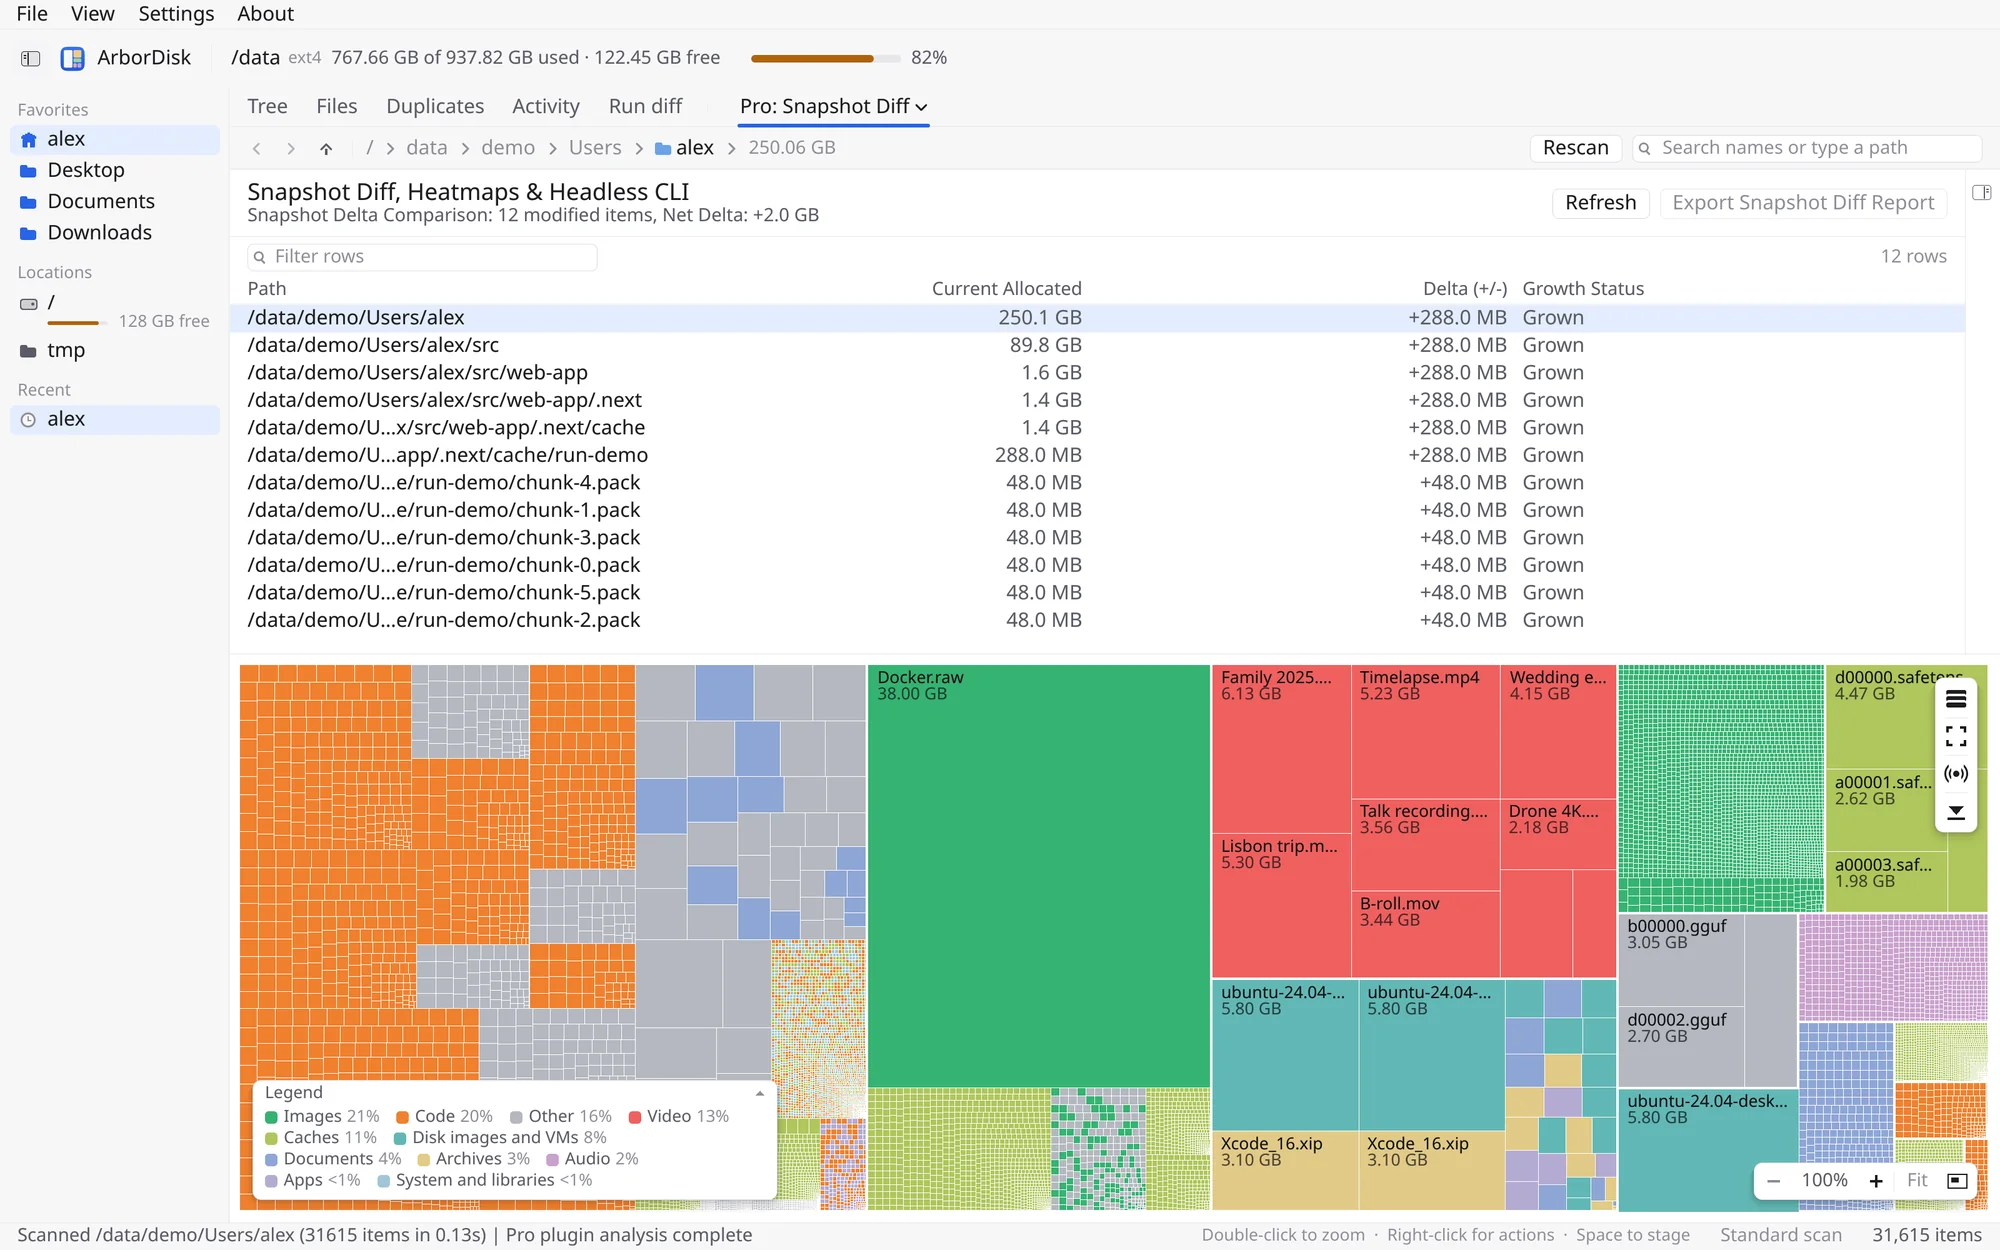 File View Settings About
ArborDisk /data ext4 767.66 GB of 937.82 GB used · 122.45 GB free 82%
Favorites
alex
Desktop
Documents
Downloads
Locations
/
128 GB free
tmp
Recent
alex
Tree Files Duplicates Activity Run diff Pro: Snapshot Diff
/ data demo Users alex 250.06 GB Rescan Search names or type a path
Snapshot Diff, Heatmaps & Headless CLI
Snapshot Delta Comparison: 12 modified items, Net Delta: +2.0 GB
Refresh Export Snapshot Diff Report
Filter rows 12 rows
Path Current Allocated Delta (+/-) Growth Status
/data/demo/Users/alex 250.1 GB +288.0 MB Grown
/data/demo/Users/alex/src 89.8 GB +288.0 MB Grown
/data/demo/Users/alex/src/web-app 1.6 GB +288.0 MB Grown
/data/demo/Users/alex/src/web-app/.next 1.4 GB +288.0 MB Grown
/data/demo/U...x/src/web-app/.next/cache 1.4 GB +288.0 MB Grown
/data/demo/U...app/.next/cache/run-demo 288.0 MB +288.0 MB Grown
/data/demo/U...e/run-demo/chunk-4.pack 48.0 MB +48.0 MB Grown
/data/demo/U...e/run-demo/chunk-1.pack 48.0 MB +48.0 MB Grown
/data/demo/U...e/run-demo/chunk-3.pack 48.0 MB +48.0 MB Grown
/data/demo/U...e/run-demo/chunk-0.pack 48.0 MB +48.0 MB Grown
/data/demo/U...e/run-demo/chunk-5.pack 48.0 MB +48.0 MB Grown
/data/demo/U...e/run-demo/chunk-2.pack 48.0 MB +48.0 MB Grown
Docker.raw
38.00 GB
Family 2025....
6.13 GB
Timelapse.mp4
5.23 GB
Wedding e...
4.15 GB
Lisbon trip.m...
5.30 GB
Talk recording....
3.56 GB
Drone 4K....
2.18 GB
B-roll.mov
3.44 GB
d00000.safetens
4.47 GB
a00001.saf...
2.62 GB
a00003.saf...
1.98 GB
b00000.gguf
3.05 GB
d00002.gguf
2.70 GB
ubuntu-24.04-...
5.80 GB
ubuntu-24.04-...
5.80 GB
Xcode_16.xip
3.10 GB
Xcode_16.xip
3.10 GB
ubuntu-24.04-desk...
5.80 GB
Legend
Images 21% Code 20% Other 16% Video 13%
Caches 11% Disk images and VMs 8%
Documents 4% Archives 3% Audio 2%
Apps <1% System and libraries <1%
− 100% + Fit
Scanned /data/demo/Users/alex (31615 items in 0.13s) | Pro plugin analysis complete
Double-click to zoom · Right-click for actions · Space to stage Standard scan 31,615 items